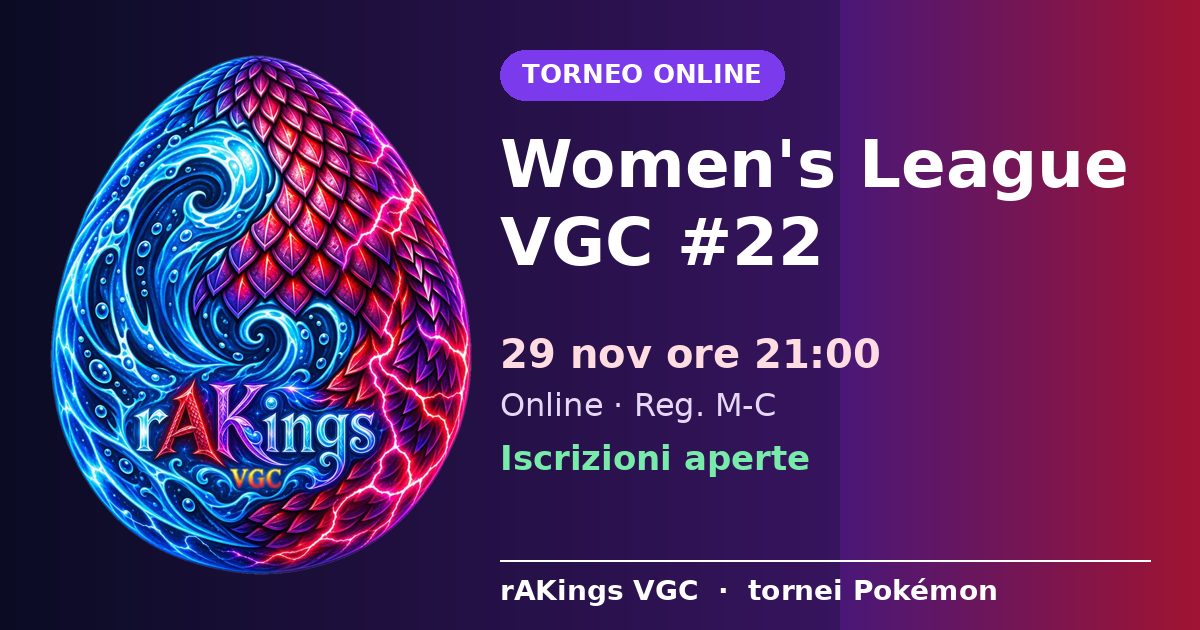 TORNEO ONLINE
Women's League
VGC #22
29 nov ore 21:00
Online · Reg. M-C
Iscrizioni aperte
rAKings
VGC
rAKings VGC · tornei Pokémon